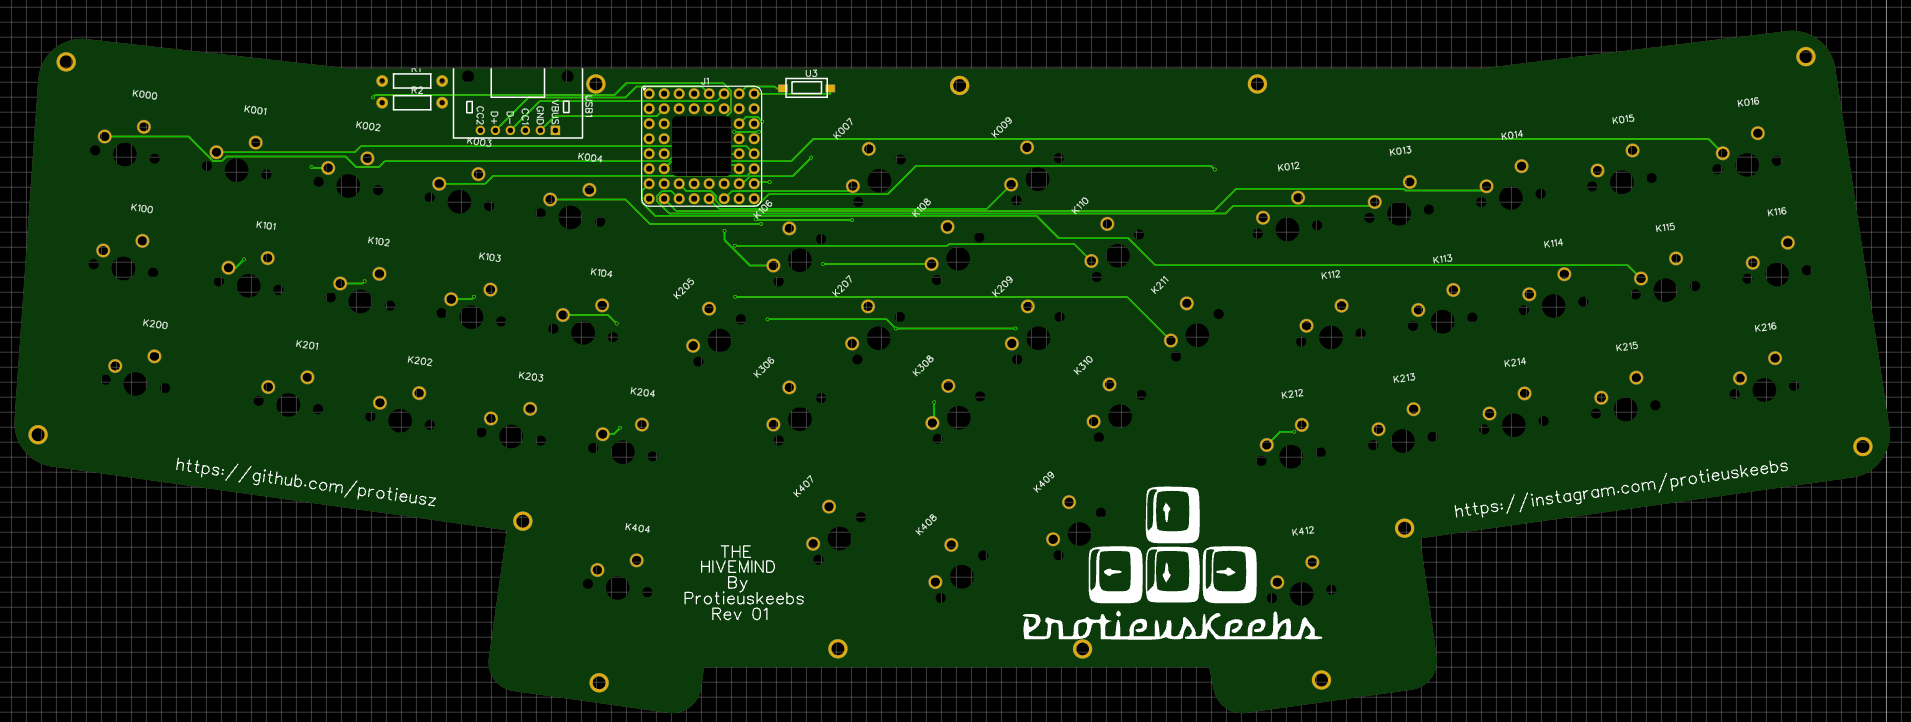 R1
R2
CC2
D+
D-
CC1
GND
VBUS
USB1
J1
U3
K000
K001
K002
K003
K004
K007
K009
K012
K013
K014
K015
K016
K100
K101
K102
K103
K104
K106
K108
K110
K112
K113
K114
K115
K116
K200
K201
K202
K203
K204
K205
K207
K209
K211
K212
K213
K214
K215
K216
K306
K308
K310
https://github.com/protieusz
https://instagram.com/protieuskeebs
K404
K407
K408
K409
K412
THE
HIVEMIND
By
Protieuskeebs
Rev 01
ProtieusKeebs